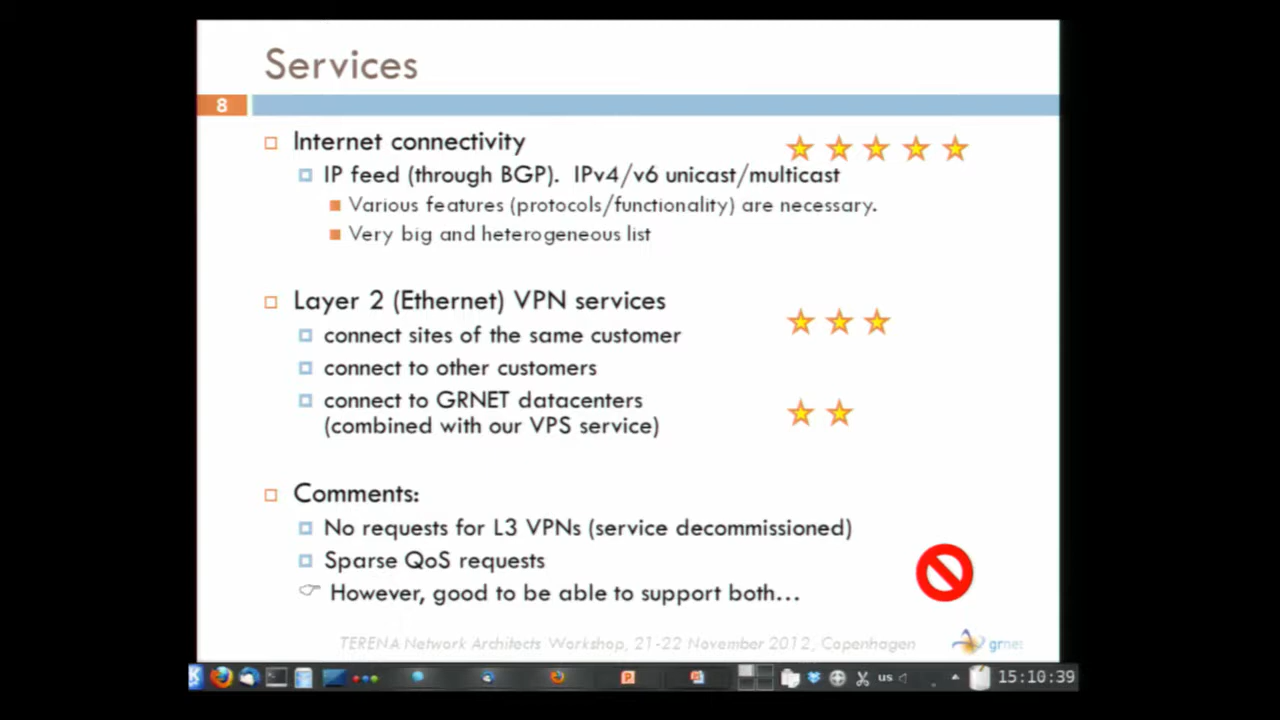 Services
8
Internet connectivity
IP feed (through BGP). IPv4/v6 unicast/multicast
Various features (protocols/functionality) are necessary.
Very big and heterogeneous list
Layer 2 (Ethernet) VPN services
connect sites of the same customer
connect to other customers
connect to GRNET datacenters
(combined with our VPS service)
Comments:
No requests for L3 VPNs (service decommissioned)
Sparse QoS requests
However, good to be able to support both...
TERENA Network Architects Workshop, 21-22 November 2012, Copenhagen
grnet
us
15:10:39